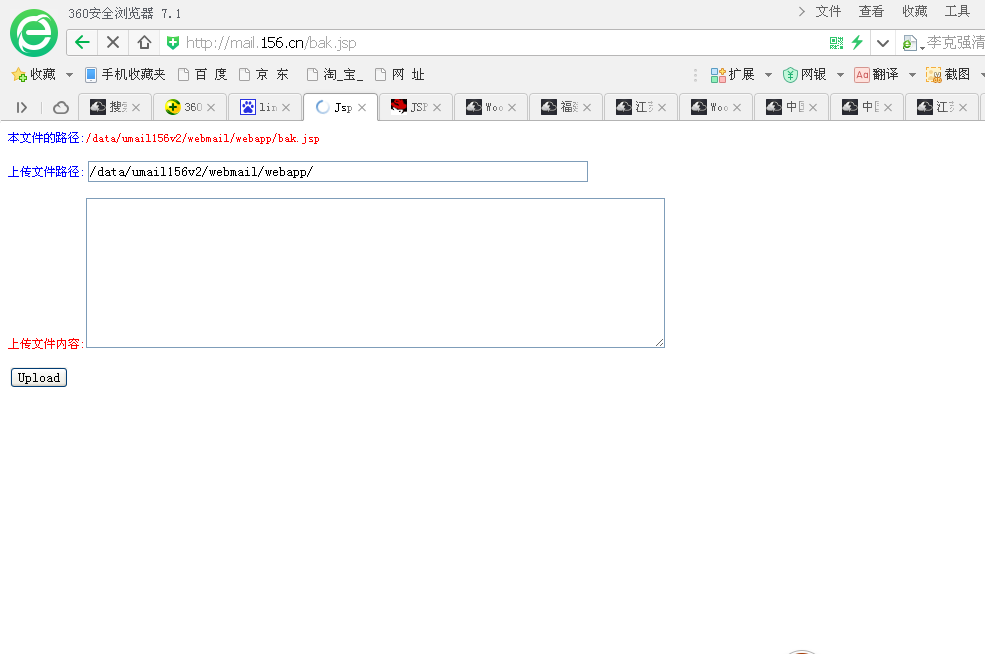 360安全浏览器 7.1
文件 查看 收藏 工具
http://mail.156.cn/bak.jsp
李克强清
收藏 手机收藏夹 百 度 京 东 淘_宝_ 网 址 扩展 网银 Aa 翻译 截图
搜 360 lin Jsp JSP Woo 福 江 Woo 中 中 江
本文件的路径:/data/umail156v2/webmail/webapp/bak.jsp
上传文件路径: /data/umail156v2/webmail/webapp/
上传文件内容:
Upload